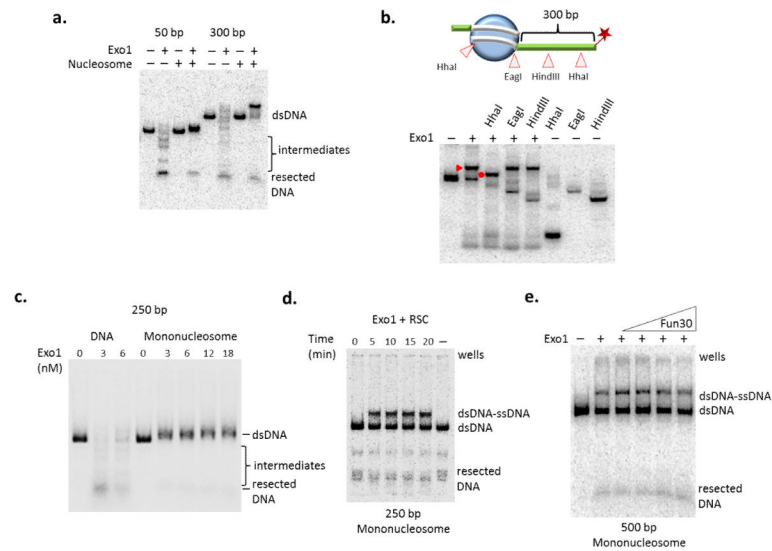 a.
50 bp 300 bp
Exo1 − + − + − + − +
Nucleosome − − + + − − + +
dsDNA
intermediates
resected
DNA
b.
300 bp
HhaI
EagI HindIII HhaI
HhaI EagI HindIII HhaI EagI HindIII
Exo1 − + + + + − − −
c.
250 bp
DNA Mononucleosome
Exo1 0 3 6 0 3 6 12 18
(nM)
dsDNA
intermediates
resected
DNA
d.
Exo1 + RSC
Time 0 5 10 15 20 −
(min)
wells
dsDNA-ssDNA
dsDNA
resected
DNA
250 bp
Mononucleosome
e.
Fun30
Exo1 − + + + + +
wells
dsDNA-ssDNA
dsDNA
resected
DNA
500 bp
Mononucleosome